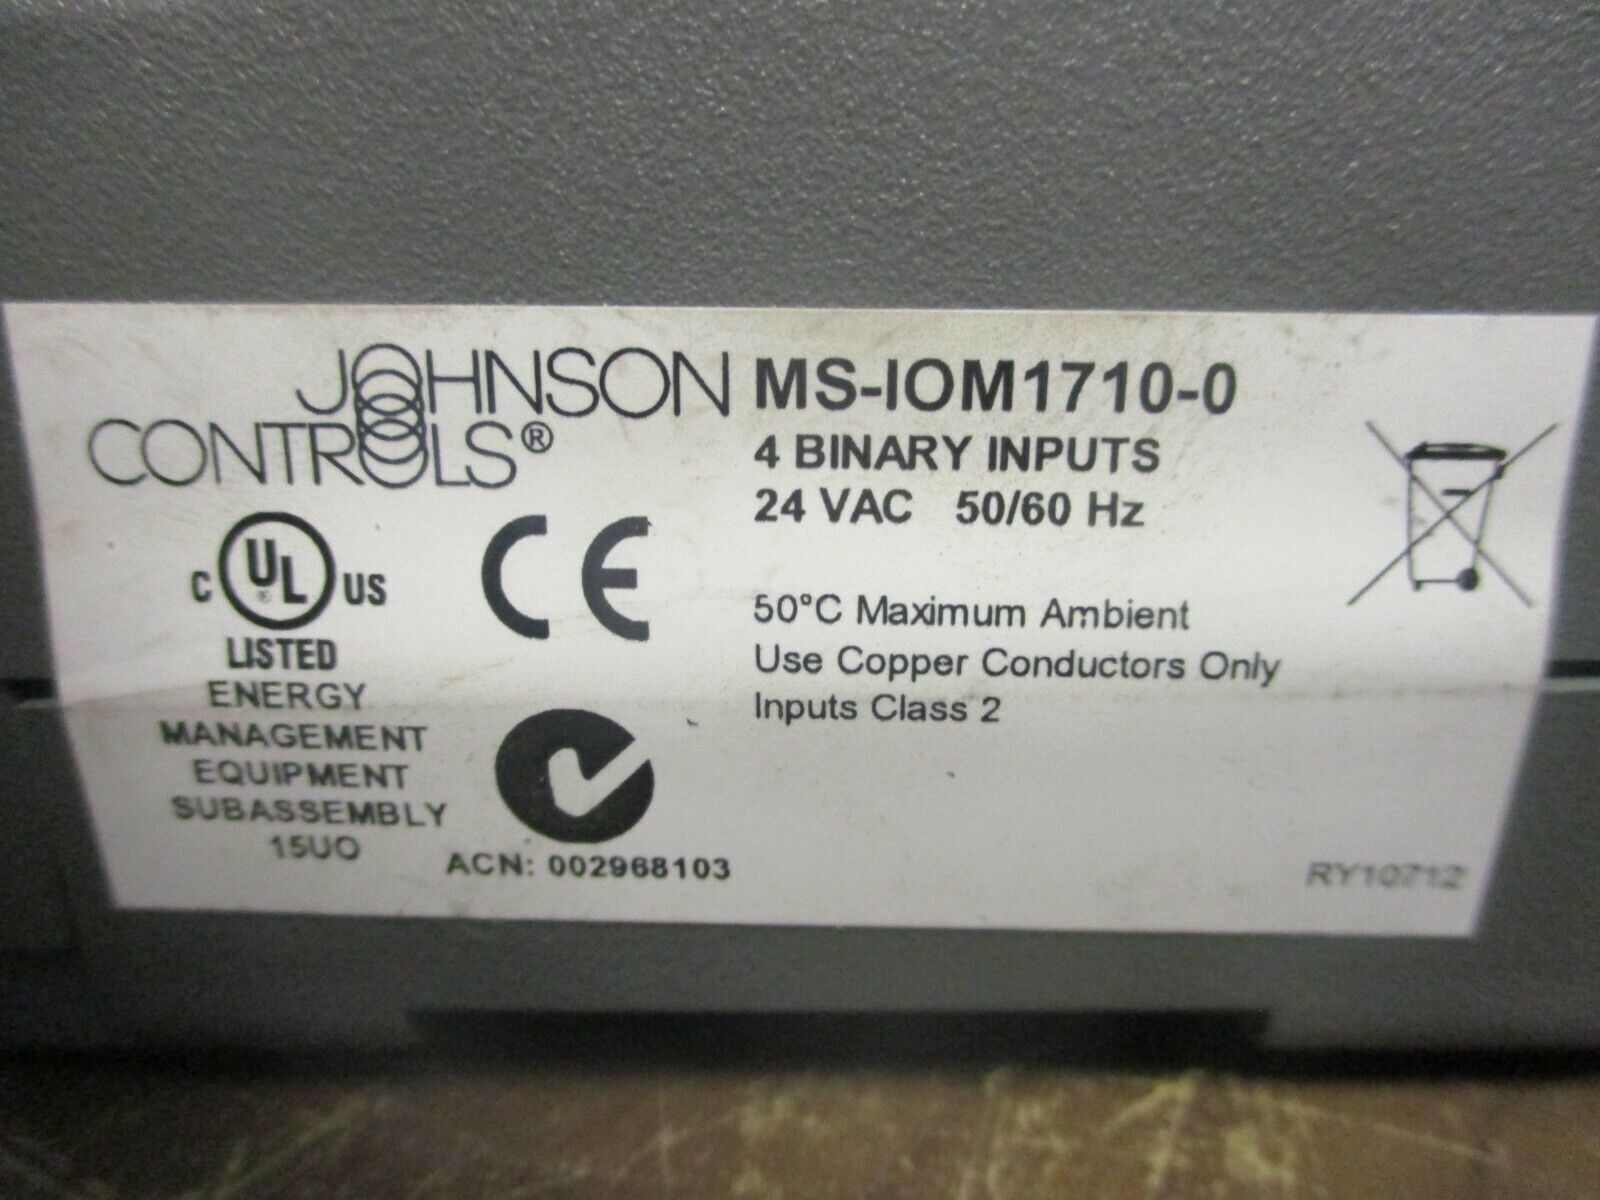 JOHNSON
CONTROLS®
MS-IOM1710-0
4 BINARY INPUTS
24 VAC 50/60 Hz
50°C Maximum Ambient
Use Copper Conductors Only
Inputs Class 2
C UL® US
LISTED
ENERGY
MANAGEMENT
EQUIPMENT
SUBASSEMBLY
15UO
CE
ACN: 002968103
RY10712